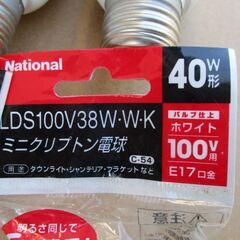 National
40W形
LDS100V38W·W·K
ミニクリプトン電球
C-54
バルブ仕上
ホワイト
100V用
E17口金
用途 ダウンライト・シャンデリア・ブラケットなど
明るさ同じで
注意